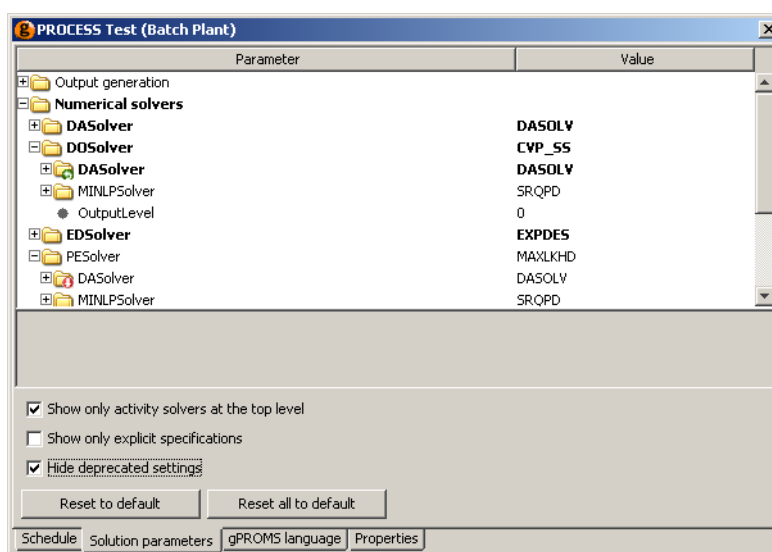 PROCESS Test (Batch Plant)
Parameter Value
Output generation
Numerical solvers
DASolver DASOLV
DOSolver CVP_SS
DASolver DASOLV
MINLPSolver SRQPD
OutputLevel 0
EDSolver EXPDES
PESolver MAXLKHD
DASolver DASOLV
MINLPSolver SRQPD
Show only activity solvers at the top level
Show only explicit specifications
Hide deprecated settings
Reset to default Reset all to default
Schedule Solution parameters gPROMS language Properties